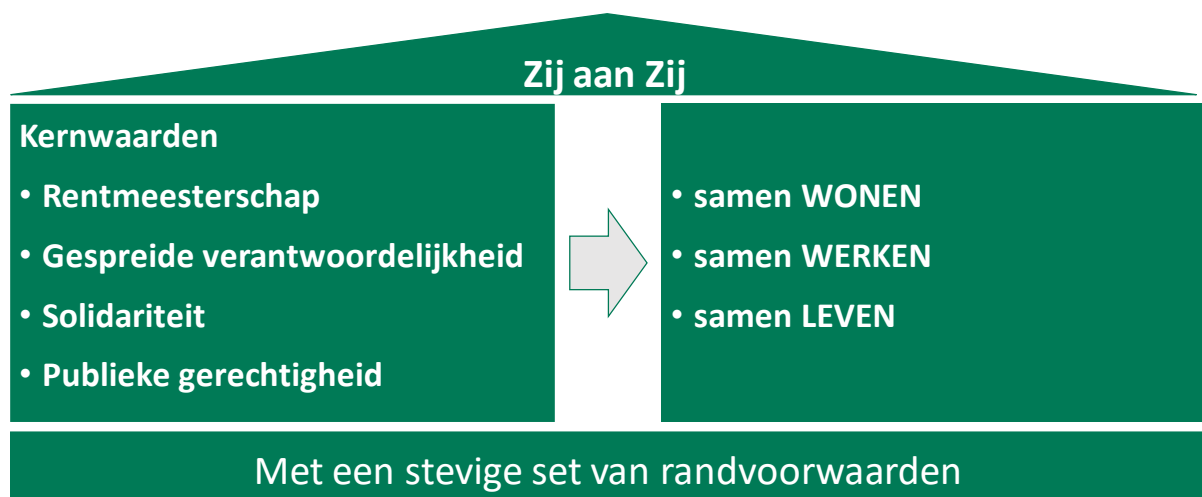 Zij aan Zij
Kernwaarden
• Rentmeesterschap
• Gespreide verantwoordelijkheid
• Solidariteit
• Publieke gerechtigheid
• samen WONEN
• samen WERKEN
• samen LEVEN
Met een stevige set van randvoorwaarden